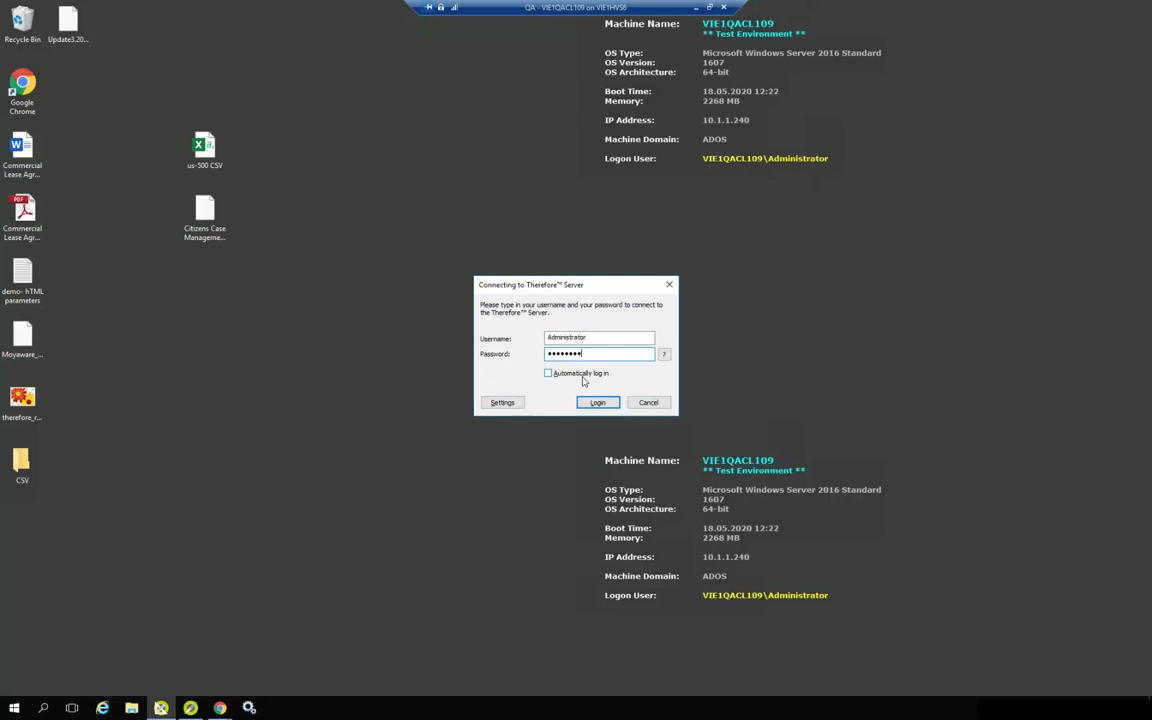 QA - VIE1QACL109 on VIE1HVS6
Recycle Bin
Update3.20...
Machine Name: VIE1QACL109
** Test Environment **
OS Type: Microsoft Windows Server 2016 Standard
OS Version: 1607
OS Architecture: 64-bit
Boot Time: 18.05.2020 12:22
Memory: 2268 MB
IP Address: 10.1.1.240
Machine Domain: ADOS
Logon User: VIE1QACL109\Administrator
Google
Chrome
Commercial
Lease Agr...
us-500 CSV
Commercial
Lease Agr...
Citizens Case
Manageme...
demo- hTML
parameters
Moyaware_...
therefore_r...
CSV
Connecting to Therefore™ Server
Please type in your username and your password to connect to
the Therefore™ Server.
Username: Administrator
Password: ••••••••
?
Automatically log in
Settings
Login
Cancel
Machine Name: VIE1QACL109
** Test Environment **
OS Type: Microsoft Windows Server 2016 Standard
OS Version: 1607
OS Architecture: 64-bit
Boot Time: 18.05.2020 12:22
Memory: 2268 MB
IP Address: 10.1.1.240
Machine Domain: ADOS
Logon User: VIE1QACL109\Administrator